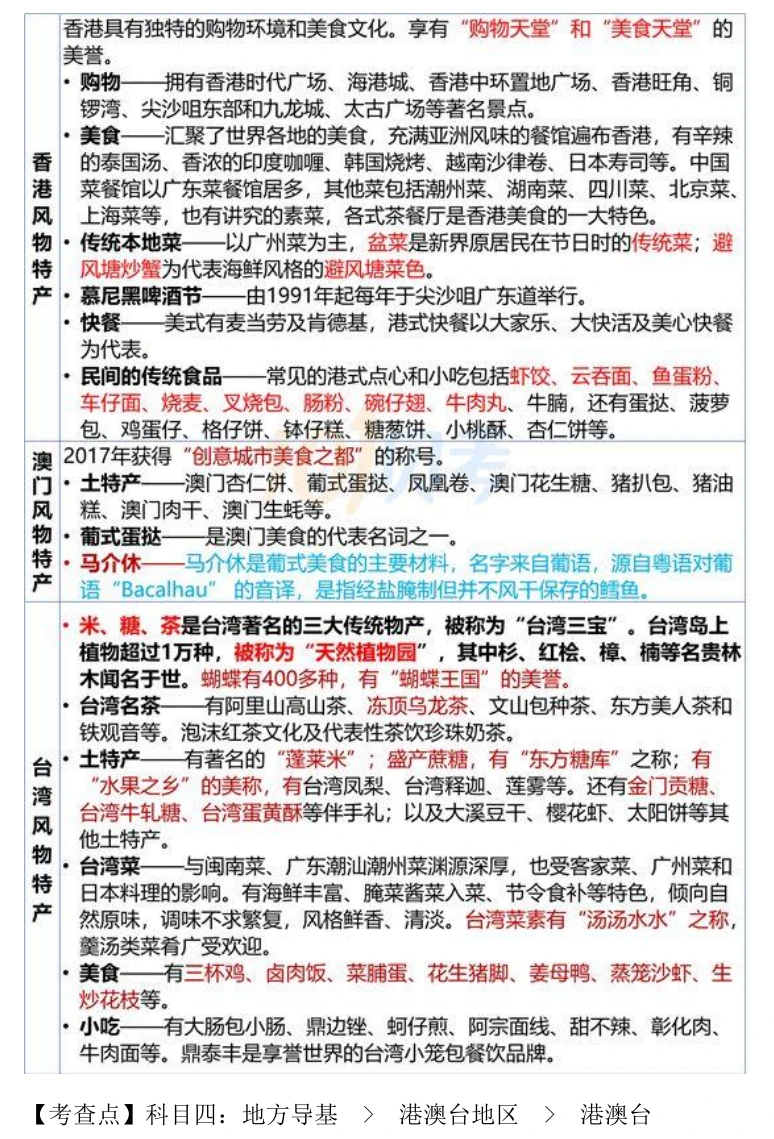 香港具有独特的购物环境和美食文化。享有“购物天堂”和“美食天堂”的
美誉。
• 购物——拥有香港时代广场、海港城、香港中环置地广场、香港旺角、铜
锣湾、尖沙咀东部和九龙城、太古广场等著名景点。
• 美食——汇聚了世界各地的美食，充满亚洲风味的餐馆遍布香港，有辛辣
的泰国汤、香浓的印度咖喱、韩国烧烤、越南沙律卷、日本寿司等。中国
菜餐馆以广东菜餐馆居多，其他菜包括潮州菜、湖南菜、四川菜、北京菜、
上海菜等，也有讲究的素菜，各式茶餐厅是香港美食的一大特色。
• 传统本地菜——以广州菜为主，盆菜是新界原居民在节日时的传统菜；避
风塘炒蟹为代表海鲜风格的避风塘菜色。
• 慕尼黑啤酒节——由1991年起每年于尖沙咀广东道举行。
• 快餐——美式有麦当劳及肯德基，港式快餐以大家乐、大快活及美心快餐
为代表。
• 民间的传统食品——常见的港式点心和小吃包括虾饺、云吞面、鱼蛋粉、
车仔面、烧麦、叉烧包、肠粉、碗仔翅、牛肉丸、牛腩，还有蛋挞、菠萝
包、鸡蛋仔、格仔饼、钵仔糕、糖葱饼、小桃酥、杏仁饼等。
香港风物特产
2017年获得“创意城市美食之都”的称号。
• 土特产——澳门杏仁饼、葡式蛋挞、凤凰卷、澳门花生糖、猪扒包、猪油
糕、澳门肉干、澳门生蚝等。
• 葡式蛋挞——是澳门美食的代表名词之一。
• 马介休——马介休是葡式美食的主要材料，名字来自葡语，源自粤语对葡
语“Bacalhau”的音译，是指经盐腌制但并不风干保存的鳕鱼。
澳门风物特产
• 米、糖、茶是台湾著名的三大传统物产，被称为“台湾三宝”。台湾岛上
植物超过1万种，被称为“天然植物园”，其中杉、红桧、樟、楠等名贵林
木闻名于世。蝴蝶有400多种，有“蝴蝶王国”的美誉。
• 台湾名茶——有阿里山高山茶、冻顶乌龙茶、文山包种茶、东方美人茶和
铁观音等。泡沫红茶文化及代表性茶饮珍珠奶茶。
• 土特产——有著名的“蓬莱米”；盛产蔗糖，有“东方糖库”之称；有
“水果之乡”的美称，有台湾凤梨、台湾释迦、莲雾等。还有金门贡糖、
台湾牛轧糖、台湾蛋黄酥等伴手礼；以及大溪豆干、樱花虾、太阳饼等其
他土特产。
• 台湾菜——与闽南菜、广东潮汕潮州菜渊源深厚，也受客家菜、广州菜和
日本料理的影响。有海鲜丰富、腌菜酱菜入菜、节令食补等特色，倾向自
然原味，调味不求繁复，风格鲜香、清淡。台湾菜素有“汤汤水水”之称，
羹汤类菜肴广受欢迎。
• 美食——有三杯鸡、卤肉饭、菜脯蛋、花生猪脚、姜母鸭、蒸笼沙虾、生
炒花枝等。
• 小吃——有大肠包小肠、鼎边锉、蚵仔煎、阿宗面线、甜不辣、彰化肉、
牛肉面等。鼎泰丰是享誉世界的台湾小笼包餐饮品牌。
台湾风物特产
【考查点】科目四：地方导基 > 港澳台地区 > 港澳台